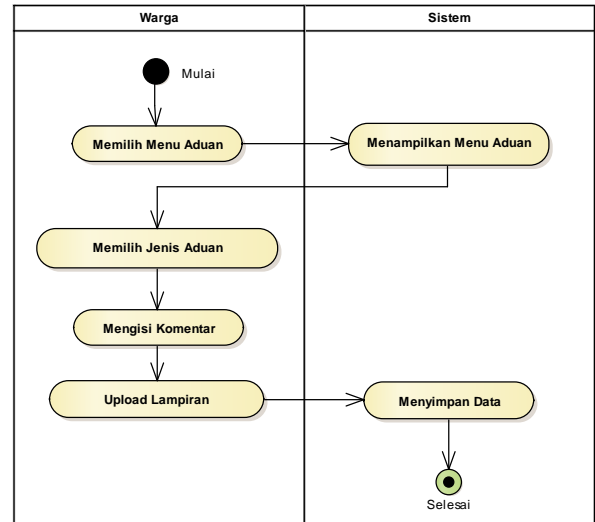 Warga
Sistem
Mulai
Memilih Menu Aduan
Menampilkan Menu Aduan
Memilih Jenis Aduan
Mengisi Komentar
Upload Lampiran
Menyimpan Data
Selesai